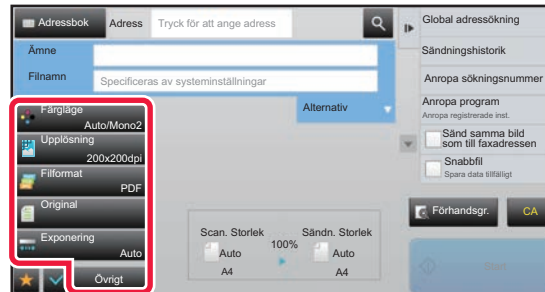 Adressbok
Adress
Tryck för att ange adress
Ämne
Filnamn
Specificeras av systeminställningar
Alternativ
Färgläge
Auto/Mono2
Upplösning
200x200dpi
Filformat
PDF
Original
Exponering
Auto
Övrigt
Scan. Storlek
Auto
A4
100%
Sändn. Storlek
Auto
A4
Global adressökning
Sändningshistorik
Anropa sökningsnummer
Anropa program
Anropa registrerade inst.
Sänd samma bild
som till faxadressen
Snabbfil
Spara data tillfälligt
Förhandsgr.
CA
Start